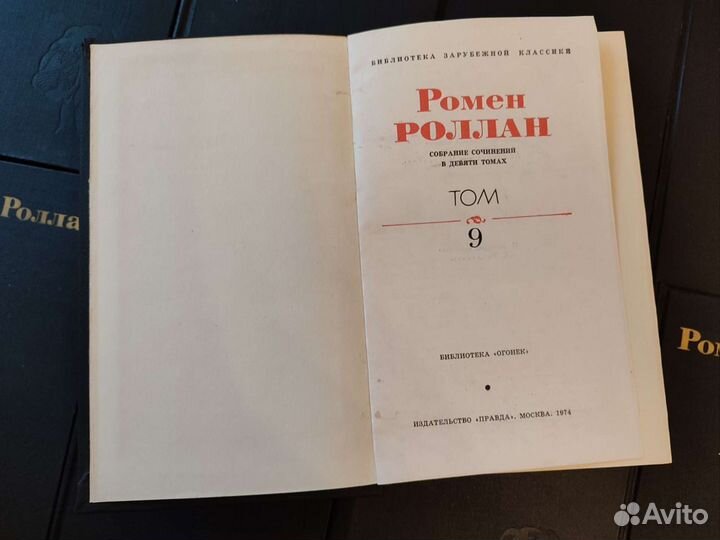 БИБЛИОТЕКА ЗАРУБЕЖНОЙ КЛАССИКИ
Ромен
РОЛЛАН
СОБРАНИЕ СОЧИНЕНИЙ
В ДЕВЯТИ ТОМАХ
ТОМ
9
БИБЛИОТЕКА «ОГОНЕК»
ИЗДАТЕЛЬСТВО «ПРАВДА». МОСКВА. 1974
Ролла
Ром
Avito